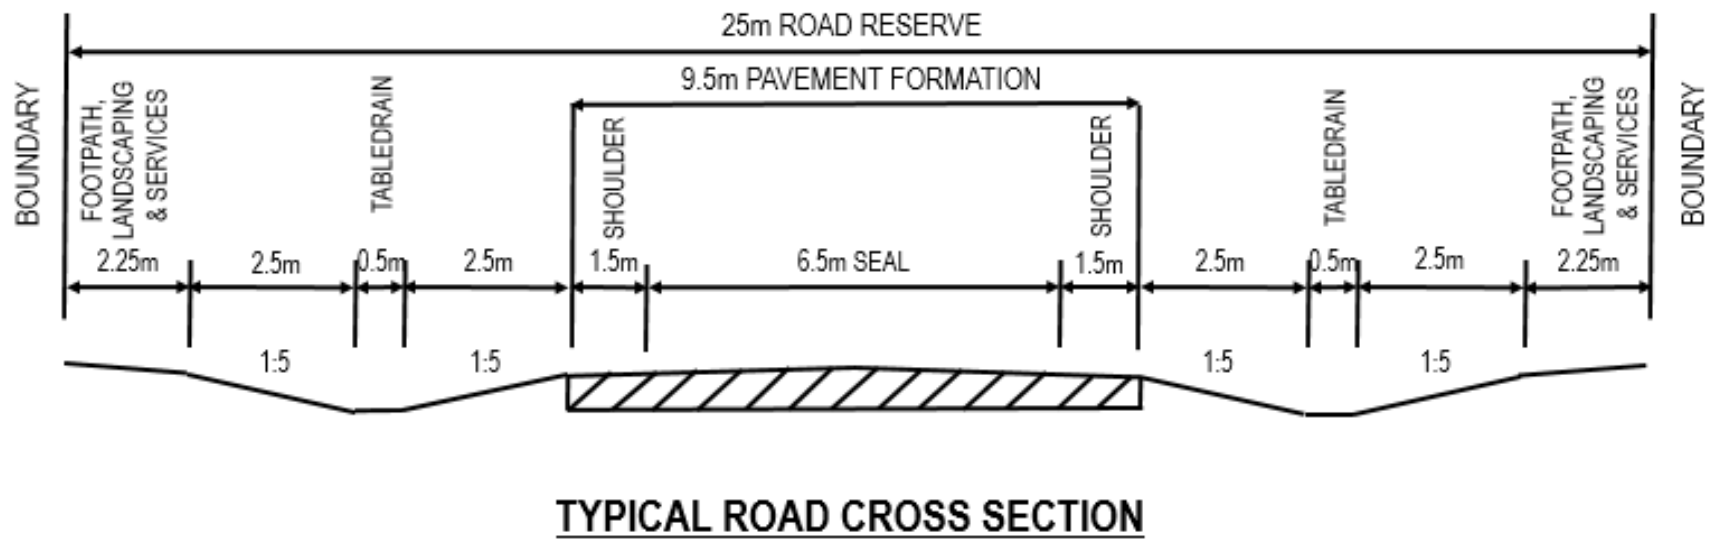 25m ROAD RESERVE
9.5m PAVEMENT FORMATION
BOUNDARY
FOOTPATH,
LANDSCAPING
& SERVICES
TABLEDRAIN
SHOULDER
SHOULDER
TABLEDRAIN
FOOTPATH,
LANDSCAPING
& SERVICES
BOUNDARY
2.25m 2.5m 0.5m 2.5m 1.5m 6.5m SEAL 1.5m 2.5m 0.5m 2.5m 2.25m
1:5 1:5 1:5 1:5
TYPICAL ROAD CROSS SECTION